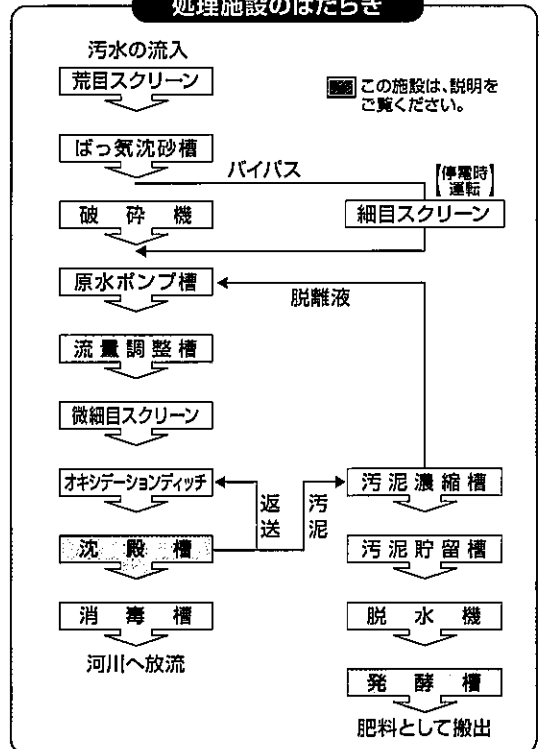 処理施設のはたらき
汚水の流入
荒目スクリーン
この施設は、説明を
ご覧ください。
ばっ気沈砂槽
バイパス
【停電時
運転】
破砕機
細目スクリーン
原水ポンプ槽
脱離液
流量調整槽
微細目スクリーン
オキシデーションディッチ
返送
汚泥
汚泥濃縮槽
沈殿槽
汚泥貯留槽
消毒槽
脱水機
河川へ放流
発酵槽
肥料として搬出